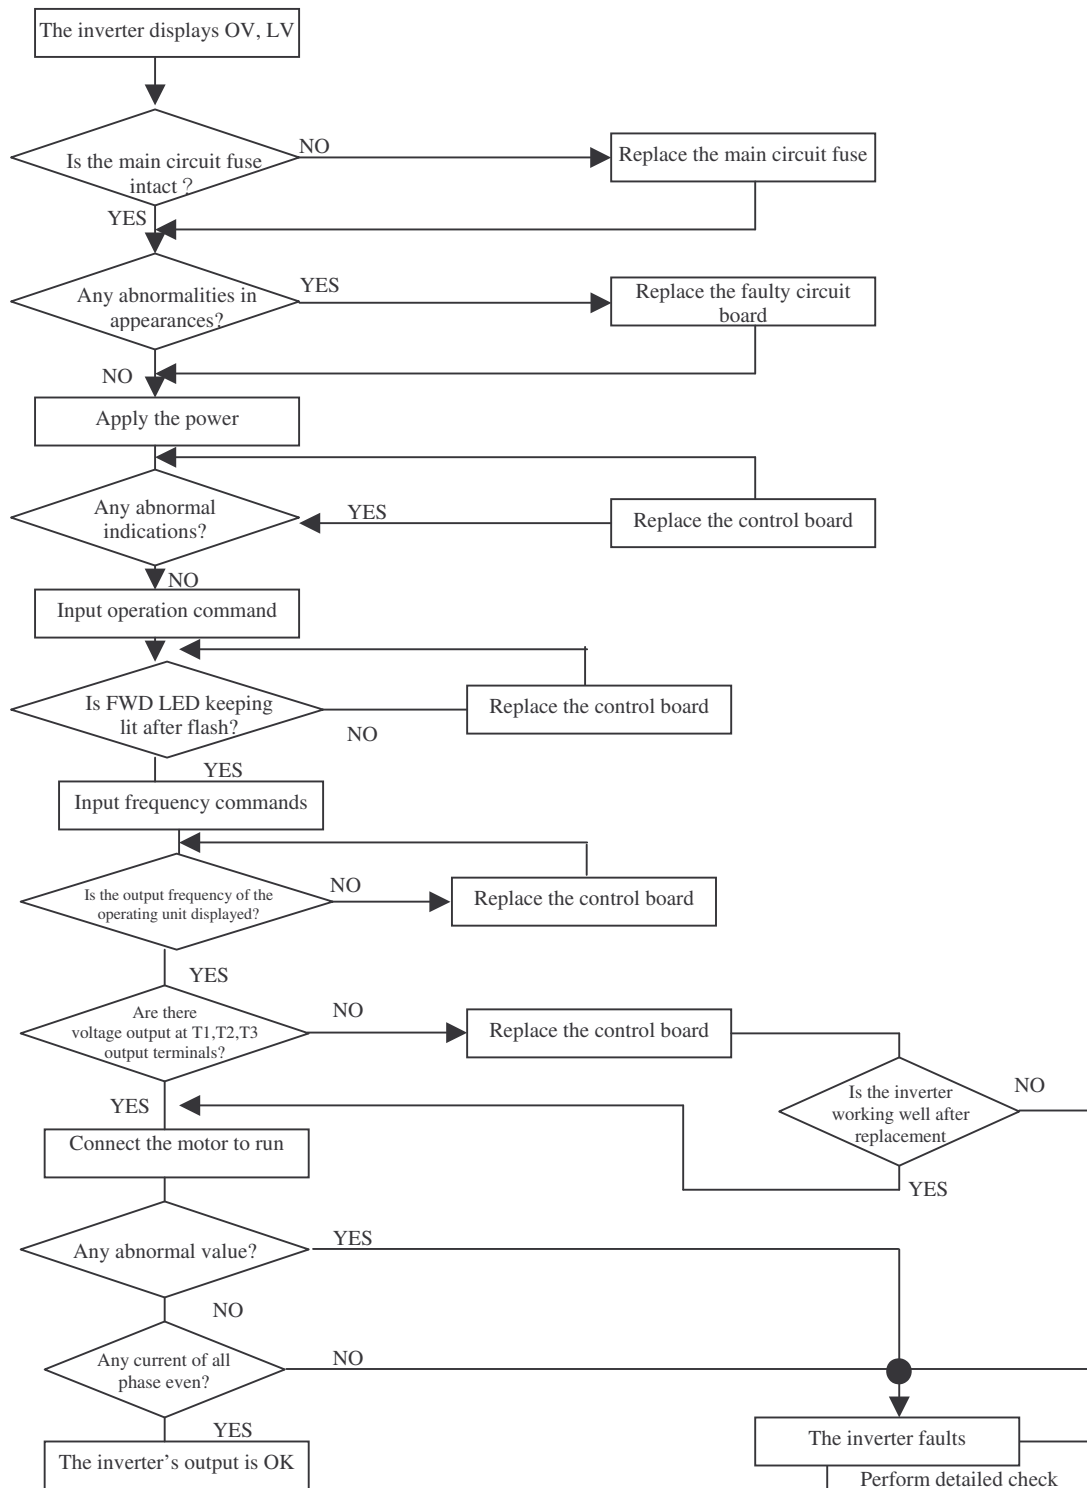 The inverter displays OV, LV
Is the main circuit fuse
intact ?
NO
Replace the main circuit fuse
YES
Any abnormalities in
appearances?
YES
Replace the faulty circuit
board
NO
Apply the power
Any abnormal
indications?
YES
Replace the control board
NO
Input operation command
Is FWD LED keeping
lit after flash?
NO
Replace the control board
YES
Input frequency commands
Is the output frequency of the
operating unit displayed?
NO
Replace the control board
YES
Are there
voltage output at T1,T2,T3
output terminals?
NO
Replace the control board
Is the inverter
working well after
replacement
NO
YES
YES
Connect the motor to run
Any abnormal value?
YES
NO
Any current of all
phase even?
NO
YES
The inverter's output is OK
The inverter faults
Perform detailed check